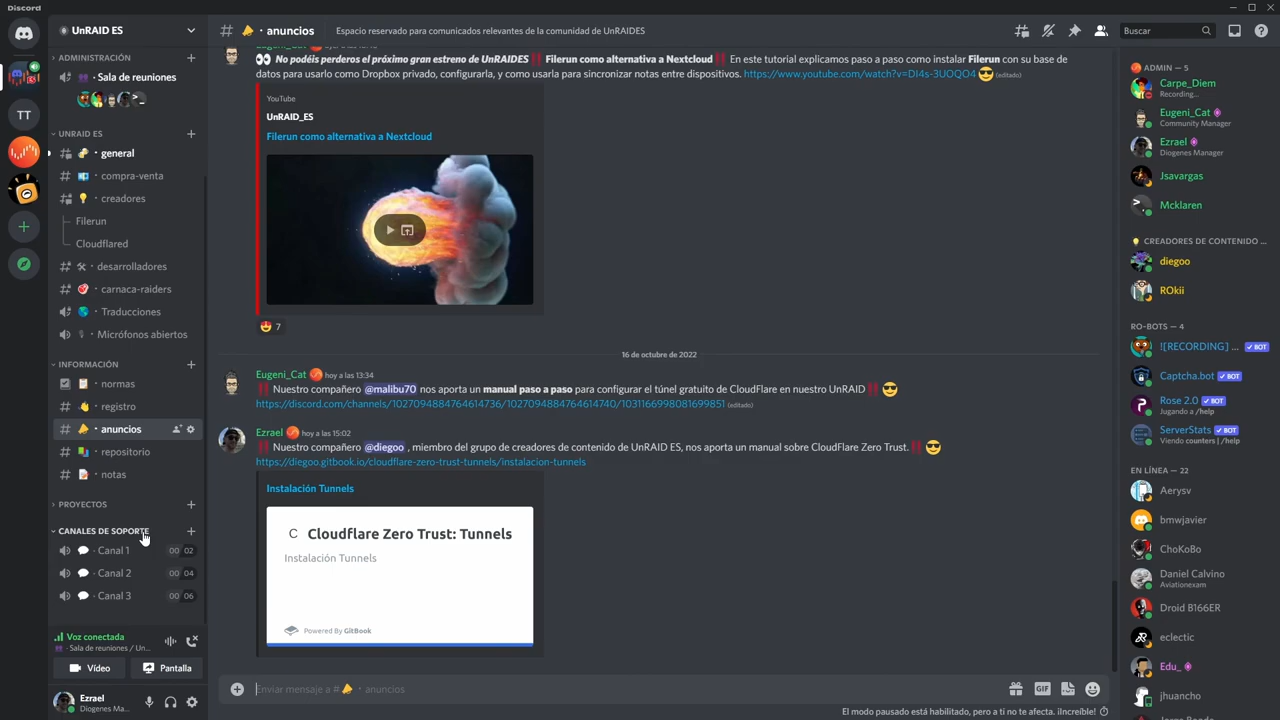 Discord
UnRAID ES
ADMINISTRACIÓN
Sala de reuniones
TT
UNRAID ES
general
compra-venta
creadores
Filerun
Cloudflared
desarrolladores
carnaca-raiders
Traducciones
Micrófonos abiertos
INFORMACIÓN
normas
registro
anuncios
repositorio
notas
PROYECTOS
CANALES DE SOPORTE
Canal 1 00 02
Canal 2 00 04
Canal 3 00 06
Voz conectada
Sala de reuniones / Un...
Vídeo Pantalla
Ezrael
Diogenes Ma...
# · anuncios Espacio reservado para comunicados relevantes de la comunidad de UnRAIDES
Buscar
No podéis perderos el próximo gran estreno de UnRAIDES ‼ Filerun como alternativa a Nextcloud ‼ En este tutorial explicamos paso a paso como instalar Filerun con su base de
datos para usarlo como Dropbox privado, configurarla, y como usarla para sincronizar notas entre dispositivos. https://www.youtube.com/watch?v=DI4s-3UOQO4 (editado)
YouTube
UnRAID_ES
Filerun como alternativa a Nextcloud
7
16 de octubre de 2022
Eugeni_Cat hoy a las 13:34
‼ Nuestro compañero @malibu70 nos aporta un manual paso a paso para configurar el túnel gratuito de CloudFlare en nuestro UnRAID ‼
https://discord.com/channels/1027094884764614736/1027094884764614740/1031166998081699851 (editado)
Ezrael hoy a las 15:02
‼ Nuestro compañero @diegoo , miembro del grupo de creadores de contenido de UnRAID ES, nos aporta un manual sobre CloudFlare Zero Trust. ‼
https://diegoo.gitbook.io/cloudflare-zero-trust-tunnels/instalacion-tunnels
Instalación Tunnels
C Cloudflare Zero Trust: Tunnels
Instalación Tunnels
Powered By GitBook
Enviar mensaje a # · anuncios
GIF
El modo pausado está habilitado, pero a ti no te afecta. ¡Increíble!
ADMIN — 5
Carpe_Diem
Recording...
Eugeni_Cat
Community Manager
Ezrael
Diogenes Manager
Jsavargas
Mcklaren
CREADORES DE CONTENIDO ...
diegoo
ROkii
RO-BOTS — 4
![RECORDING] ... BOT
Captcha.bot BOT
Rose 2.0 BOT
Jugando a /help
ServerStats BOT
Viendo counters | /help
EN LÍNEA — 22
Aerysv
bmwjavier
ChoKoBo
Daniel Calvino
Aviationexam
Droid B166ER
eclectic
Edu_
jhuancho